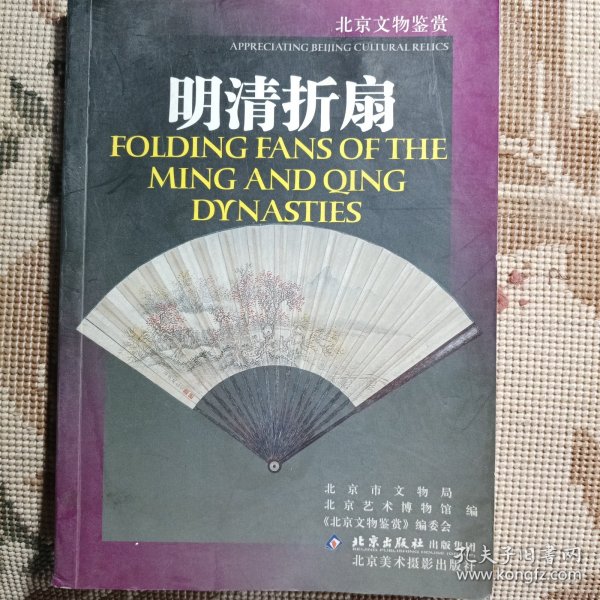 北京文物鉴赏
APPRECIATING BEIJING CULTURAL RELICS
明清折扇
FOLDING FANS OF THE
MING AND QING
DYNASTIES
北京市文物局
北京艺术博物馆 编
《北京文物鉴赏》编委会
北京出版社 出版集团
北京美术摄影出版社
孔夫子旧书网
www.kongfz.com